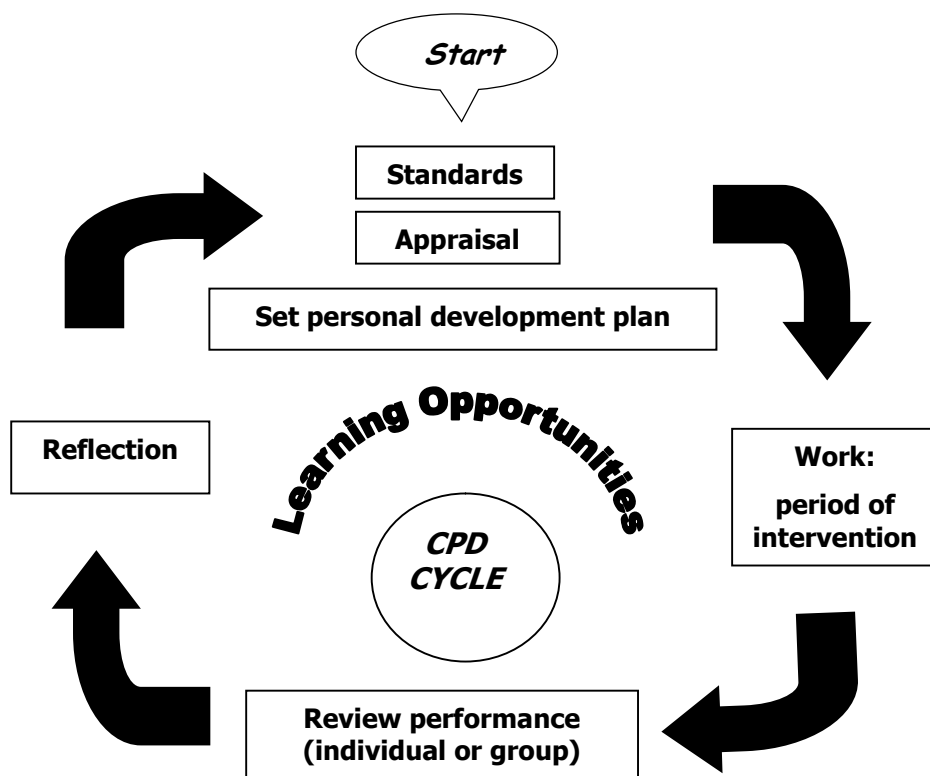 Start
Standards
Appraisal
Set personal development plan
Learning Opportunities
Reflection
Work:
period of
intervention
CPD
CYCLE
Review performance
(individual or group)